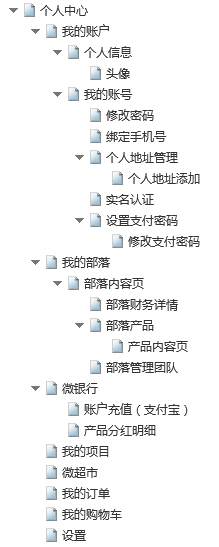 个人中心
我的账户
个人信息
头像
我的账号
修改密码
绑定手机号
个人地址管理
个人地址添加
实名认证
设置支付密码
修改支付密码
我的部落
部落内容页
部落财务详情
部落产品
产品内容页
部落管理团队
微银行
账户充值（支付宝）
产品分红明细
我的项目
微超市
我的订单
我的购物车
设置